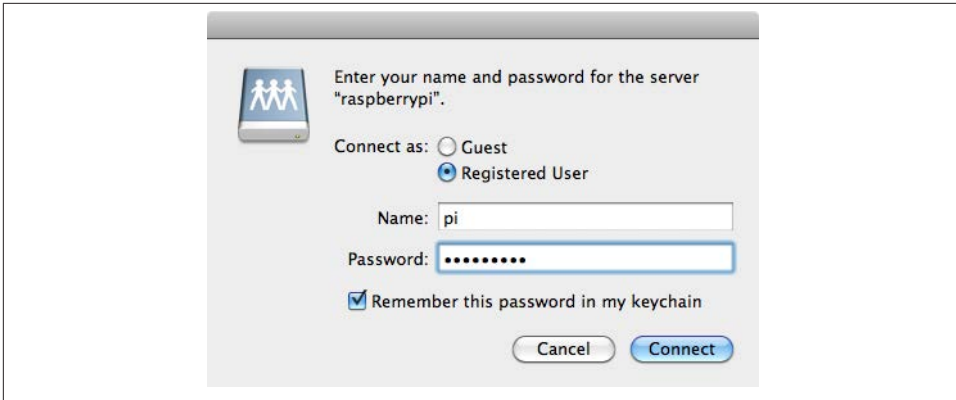 Enter your name and password for the server
“raspberrypi”.
Connect as: Guest
Registered User
Name: pi
Password: •••••••••
Remember this password in my keychain
Cancel Connect